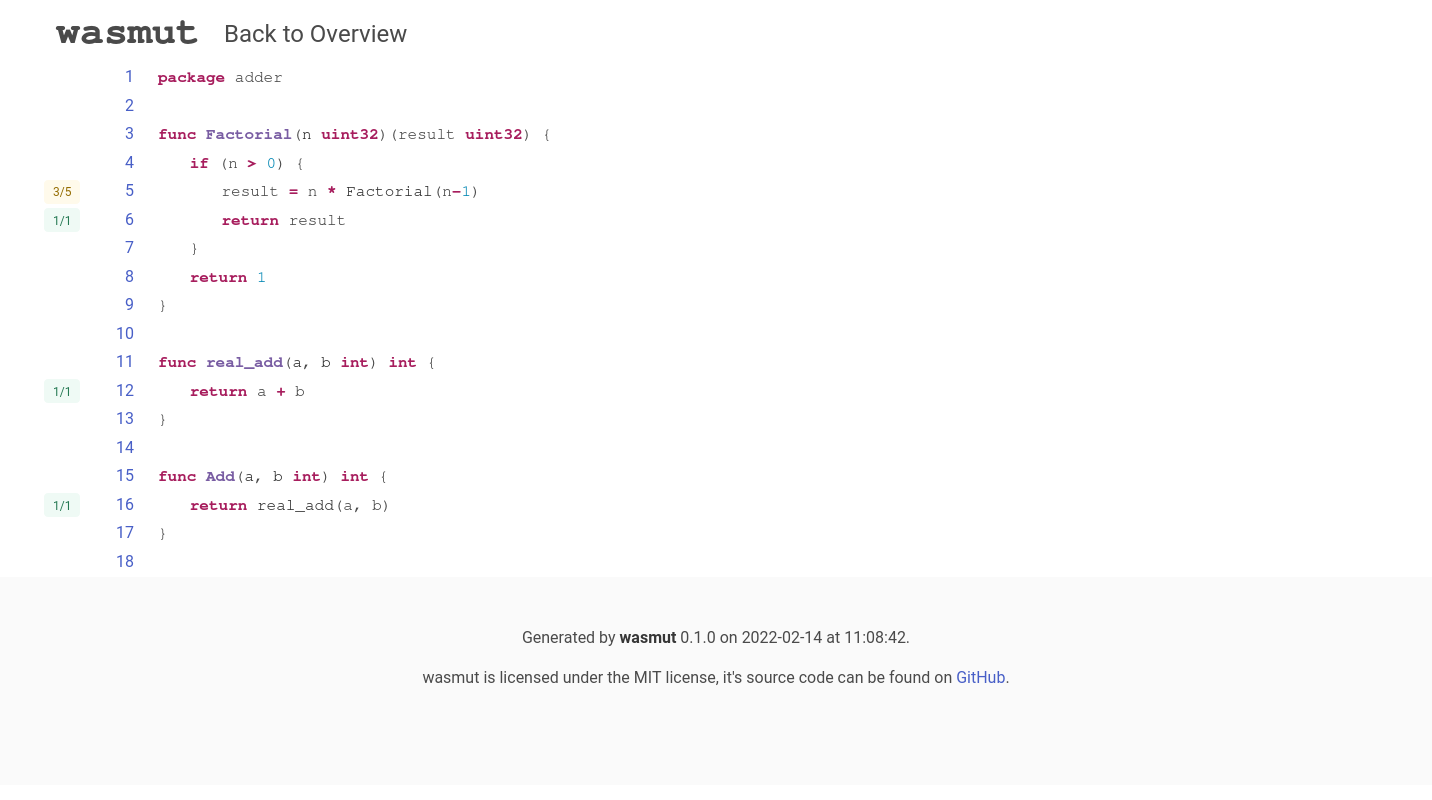 wasmut Back to Overview
1 package adder
2
3 func Factorial(n uint32)(result uint32) {
4 if (n > 0) {
3/5 5 result = n * Factorial(n-1)
1/1 6 return result
7 }
8 return 1
9 }
10
11 func real_add(a, b int) int {
1/1 12 return a + b
13 }
14
15 func Add(a, b int) int {
1/1 16 return real_add(a, b)
17 }
18
Generated by wasmut 0.1.0 on 2022-02-14 at 11:08:42.
wasmut is licensed under the MIT license, it's source code can be found on GitHub.